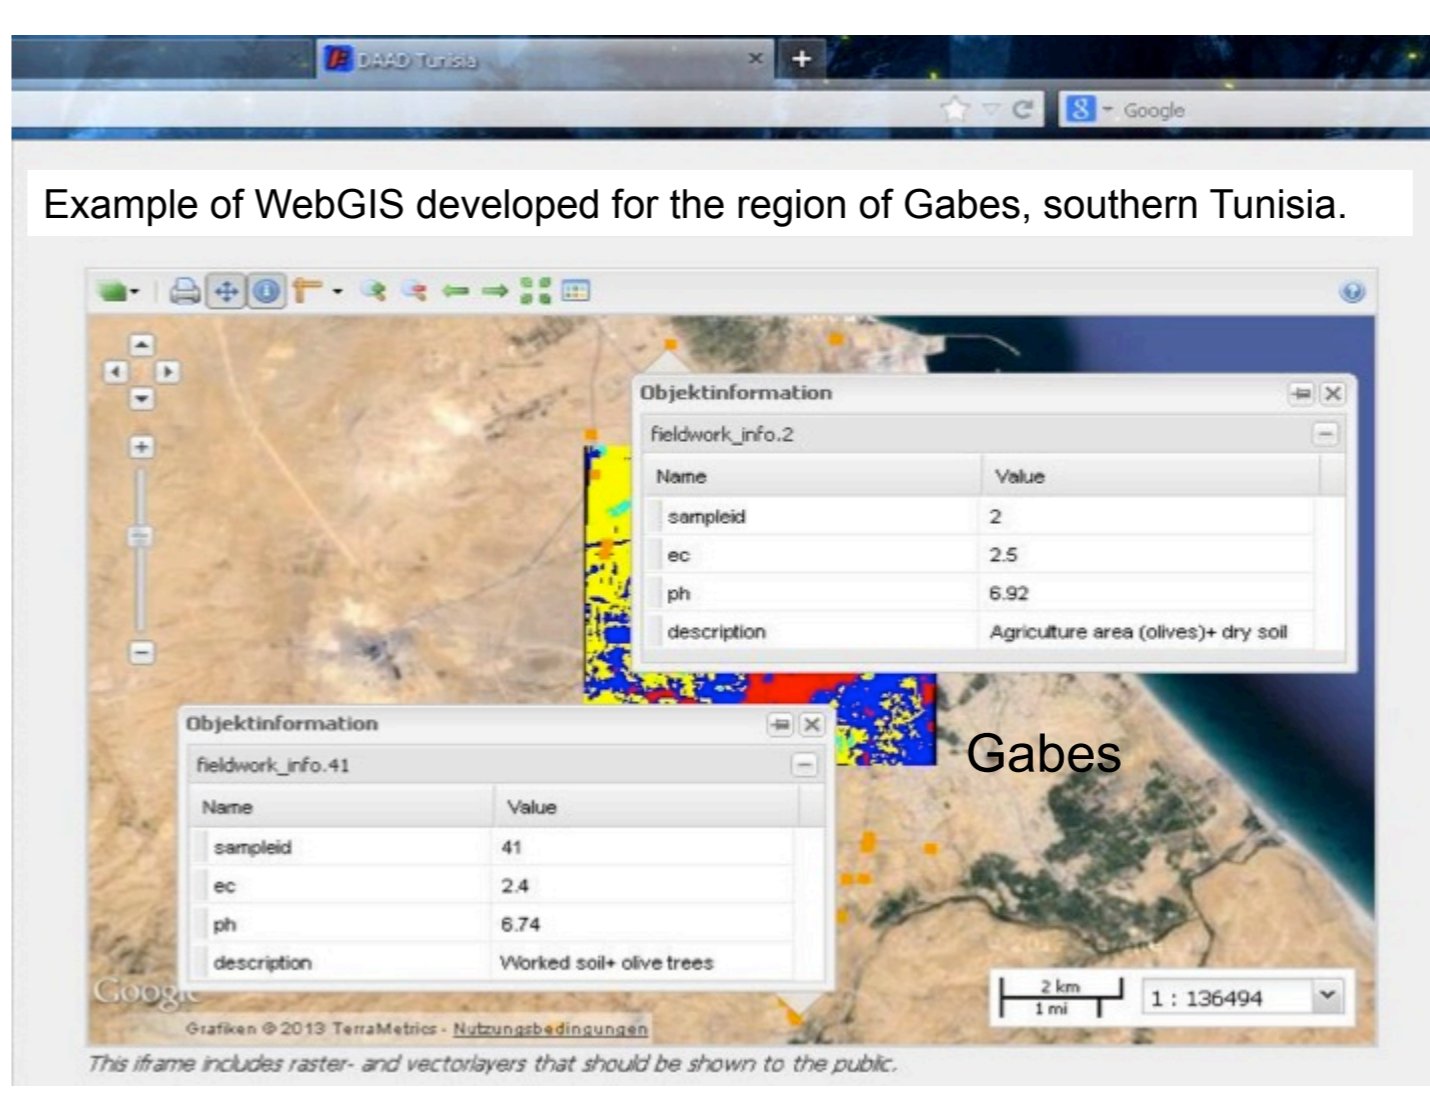 DAAD Tunisia
Google
Example of WebGIS developed for the region of Gabes, southern Tunisia.
Objektinformation
fieldwork_info.2
Name Value
sampleid 2
ec 2.5
ph 6.92
description Agriculture area (olives)+ dry soil
Objektinformation
fieldwork_info.41
Name Value
sampleid 41
ec 2.4
ph 6.74
description Worked soil+ olive trees
Gabes
Google
2 km
1 mi
1 : 136494
Grafiken © 2013 TerraMetrics - Nutzungsbedingungen
This iframe includes raster- and vectorlayers that should be shown to the public.